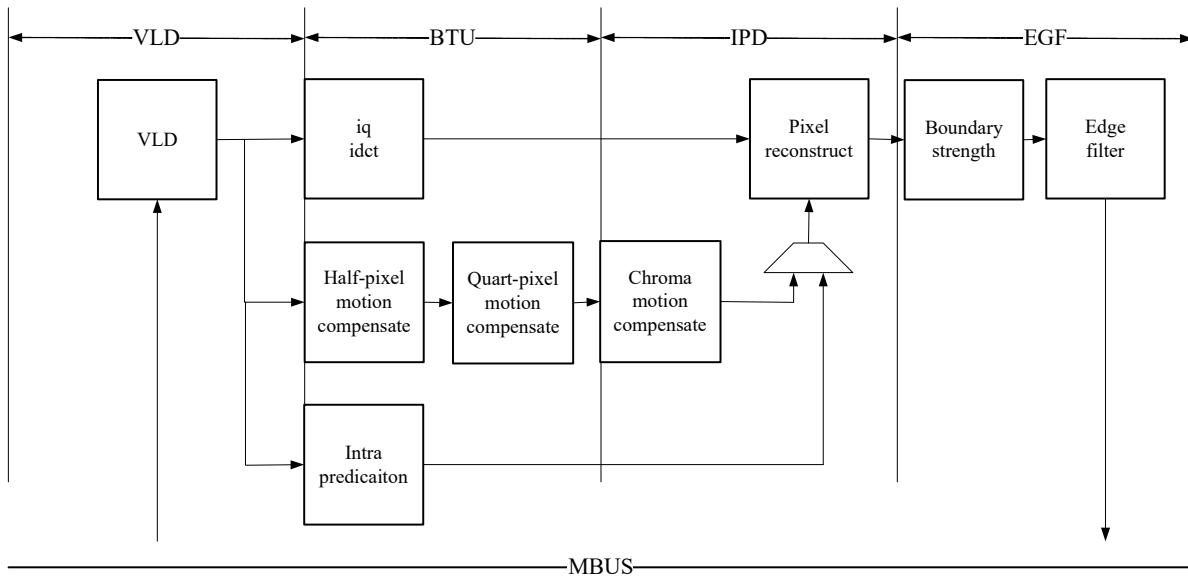 VLD
BTU
IPD
EGF
VLD
iq
idct
Pixel
reconstruct
Boundary
strength
Edge
filter
Half-pixel
motion
compensate
Quart-pixel
motion
compensate
Chroma
motion
compensate
Intra
predicaiton
MBUS